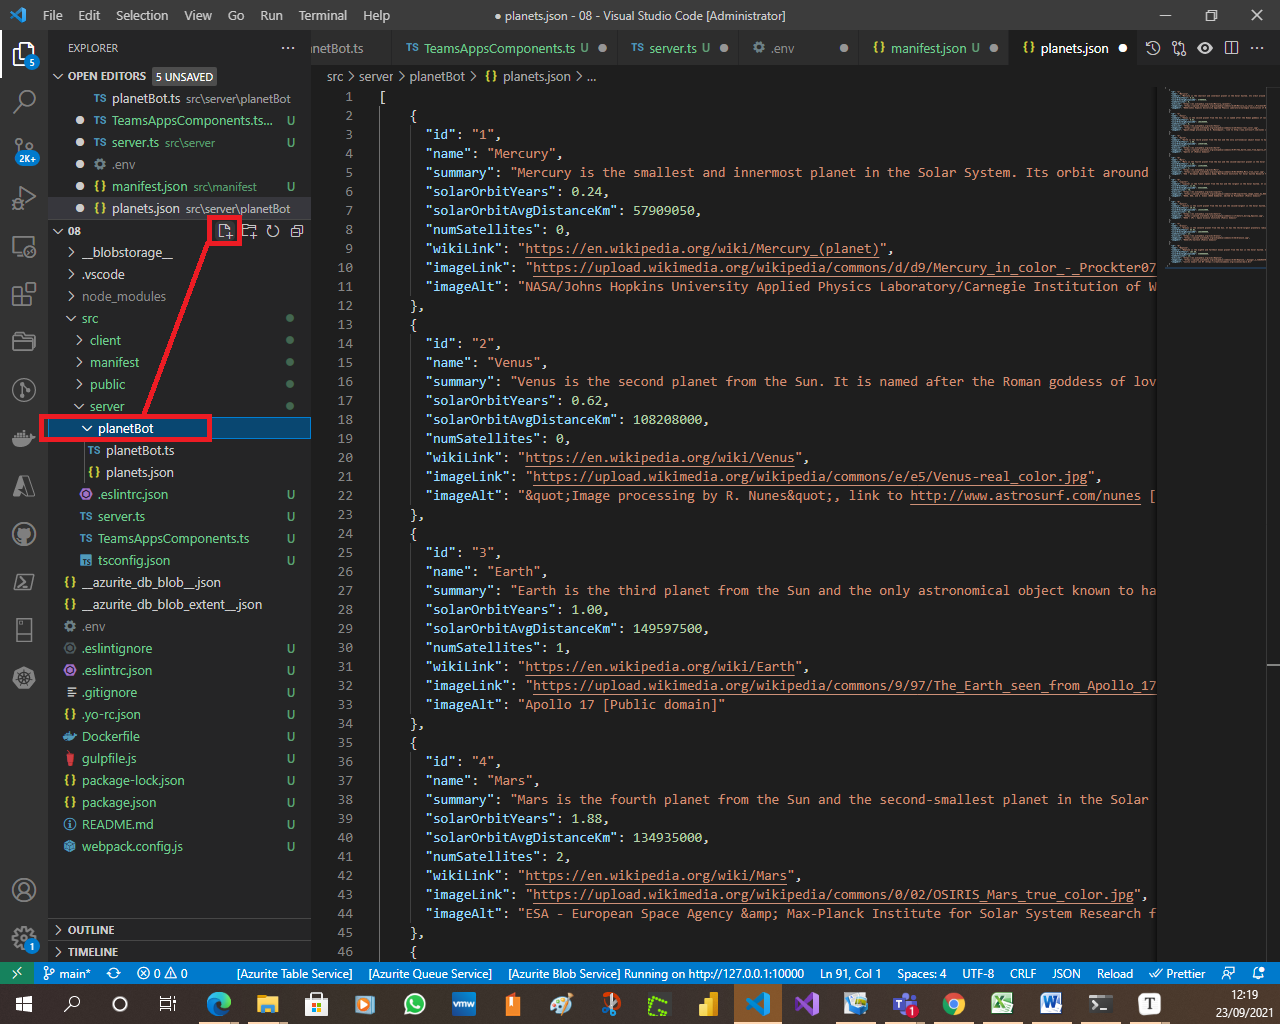 File Edit Selection View Go Run Terminal Help
● planets.json - 08 - Visual Studio Code [Administrator]
EXPLORER
netBot.ts
TS TeamsAppsComponents.ts U ●
TS server.ts U ●
.env ●
{} manifest.json U ●
{} planets.json ●
OPEN EDITORS 5 UNSAVED
TS planetBot.ts src\server\planetBot
● TS TeamsAppsComponents.ts... U
● TS server.ts src\server U
● .env
● {} manifest.json src\manifest U
● {} planets.json src\server\planetBot
08
__blobstorage__
.vscode
node_modules
src
client
manifest
public
server
planetBot
TS planetBot.ts
{} planets.json
.eslintrc.json U
TS server.ts U
TS TeamsAppsComponents.ts U
TS tsconfig.json U
{} __azurite_db_blob__.json
{} __azurite_db_blob_extent__.json
.env
.eslintignore U
.eslintrc.json U
.gitignore U
{} .yo-rc.json U
Dockerfile U
gulpfile.js U
{} package-lock.json U
{} package.json U
README.md U
webpack.config.js U
OUTLINE
TIMELINE
5
2K+
1
src > server > planetBot > {} planets.json > ...
1 [
2 {
3 "id": "1",
4 "name": "Mercury",
5 "summary": "Mercury is the smallest and innermost planet in the Solar System. Its orbit around
6 "solarOrbitYears": 0.24,
7 "solarOrbitAvgDistanceKm": 57909050,
8 "numSatellites": 0,
9 "wikiLink": "https://en.wikipedia.org/wiki/Mercury_(planet)",
10 "imageLink": "https://upload.wikimedia.org/wikipedia/commons/d/d9/Mercury_in_color_-_Prockter07
11 "imageAlt": "NASA/Johns Hopkins University Applied Physics Laboratory/Carnegie Institution of W
12 },
13 {
14 "id": "2",
15 "name": "Venus",
16 "summary": "Venus is the second planet from the Sun. It is named after the Roman goddess of lov
17 "solarOrbitYears": 0.62,
18 "solarOrbitAvgDistanceKm": 108208000,
19 "numSatellites": 0,
20 "wikiLink": "https://en.wikipedia.org/wiki/Venus",
21 "imageLink": "https://upload.wikimedia.org/wikipedia/commons/e/e5/Venus-real_color.jpg",
22 "imageAlt": "&quot;Image processing by R. Nunes&quot;, link to http://www.astrosurf.com/nunes [
23 },
24 {
25 "id": "3",
26 "name": "Earth",
27 "summary": "Earth is the third planet from the Sun and the only astronomical object known to ha
28 "solarOrbitYears": 1.00,
29 "solarOrbitAvgDistanceKm": 149597500,
30 "numSatellites": 1,
31 "wikiLink": "https://en.wikipedia.org/wiki/Earth",
32 "imageLink": "https://upload.wikimedia.org/wikipedia/commons/9/97/The_Earth_seen_from_Apollo_17
33 "imageAlt": "Apollo 17 [Public domain]"
34 },
35 {
36 "id": "4",
37 "name": "Mars",
38 "summary": "Mars is the fourth planet from the Sun and the second-smallest planet in the Solar
39 "solarOrbitYears": 1.88,
40 "solarOrbitAvgDistanceKm": 134935000,
41 "numSatellites": 2,
42 "wikiLink": "https://en.wikipedia.org/wiki/Mars",
43 "imageLink": "https://upload.wikimedia.org/wikipedia/commons/0/02/OSIRIS_Mars_true_color.jpg",
44 "imageAlt": "ESA - European Space Agency &amp; Max-Planck Institute for Solar System Research f
45 },
46 {
main* 0 0 [Azurite Table Service] [Azurite Queue Service] [Azurite Blob Service] Running on http://127.0.0.1:10000 Ln 91, Col 1 Spaces: 4 UTF-8 CRLF JSON Reload Prettier
vmw
1
T
12:19
23/09/2021